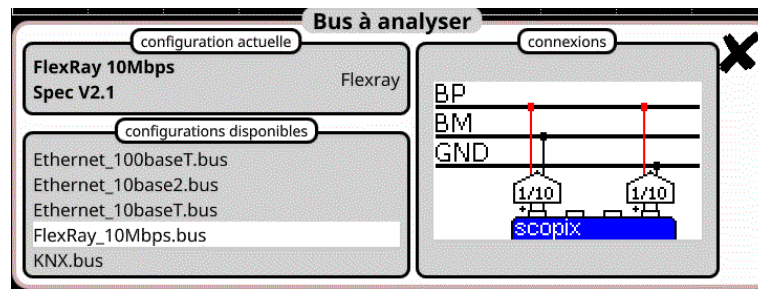 Bus à analyser
configuration actuelle
FlexRay 10Mbps
Spec V2.1
Flexray
configurations disponibles
Ethernet_100baseT.bus
Ethernet_10base2.bus
Ethernet_10baseT.bus
FlexRay_10Mbps.bus
KNX.bus
connexions
BP
BM
GND
1/10 1/10
+ +
scopix